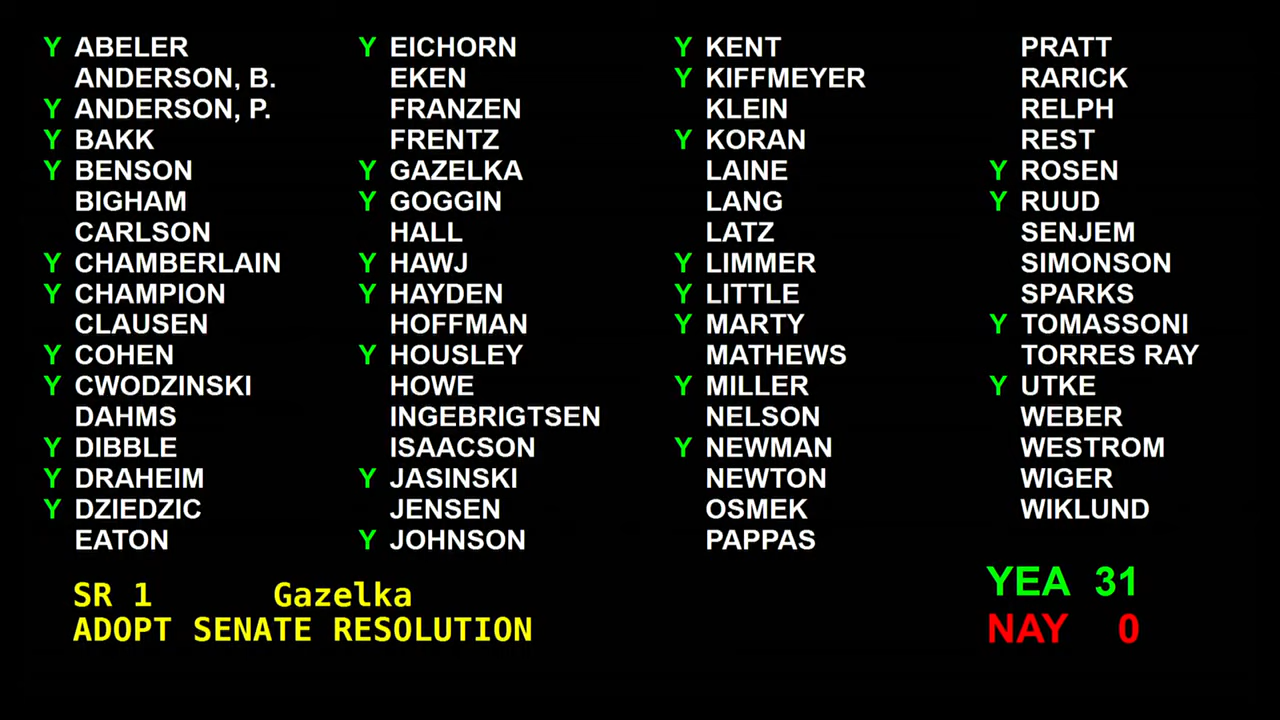 Y ABELER Y EICHORN Y KENT PRATT
ANDERSON, B. EKEN Y KIFFMEYER RARICK
Y ANDERSON, P. FRANZEN KLEIN RELPH
Y BAKK FRENTZ Y KORAN REST
Y BENSON Y GAZELKA LAINE Y ROSEN
BIGHAM Y GOGGIN LANG Y RUUD
CARLSON HALL LATZ SENJEM
Y CHAMBERLAIN Y HAWJ Y LIMMER SIMONSON
Y CHAMPION Y HAYDEN Y LITTLE SPARKS
CLAUSEN HOFFMAN Y MARTY Y TOMASSONI
Y COHEN Y HOUSLEY MATHEWS TORRES RAY
Y CWODZINSKI HOWE Y MILLER Y UTKE
DAHMS INGEBRIGTSEN NELSON WEBER
Y DIBBLE ISAACSON Y NEWMAN WESTROM
Y DRAHEIM Y JASINSKI NEWTON WIGER
Y DZIEDZIC JENSEN OSMEK WIKLUND
EATON Y JOHNSON PAPPAS
SR 1 Gazelka YEA 31
ADOPT SENATE RESOLUTION NAY 0